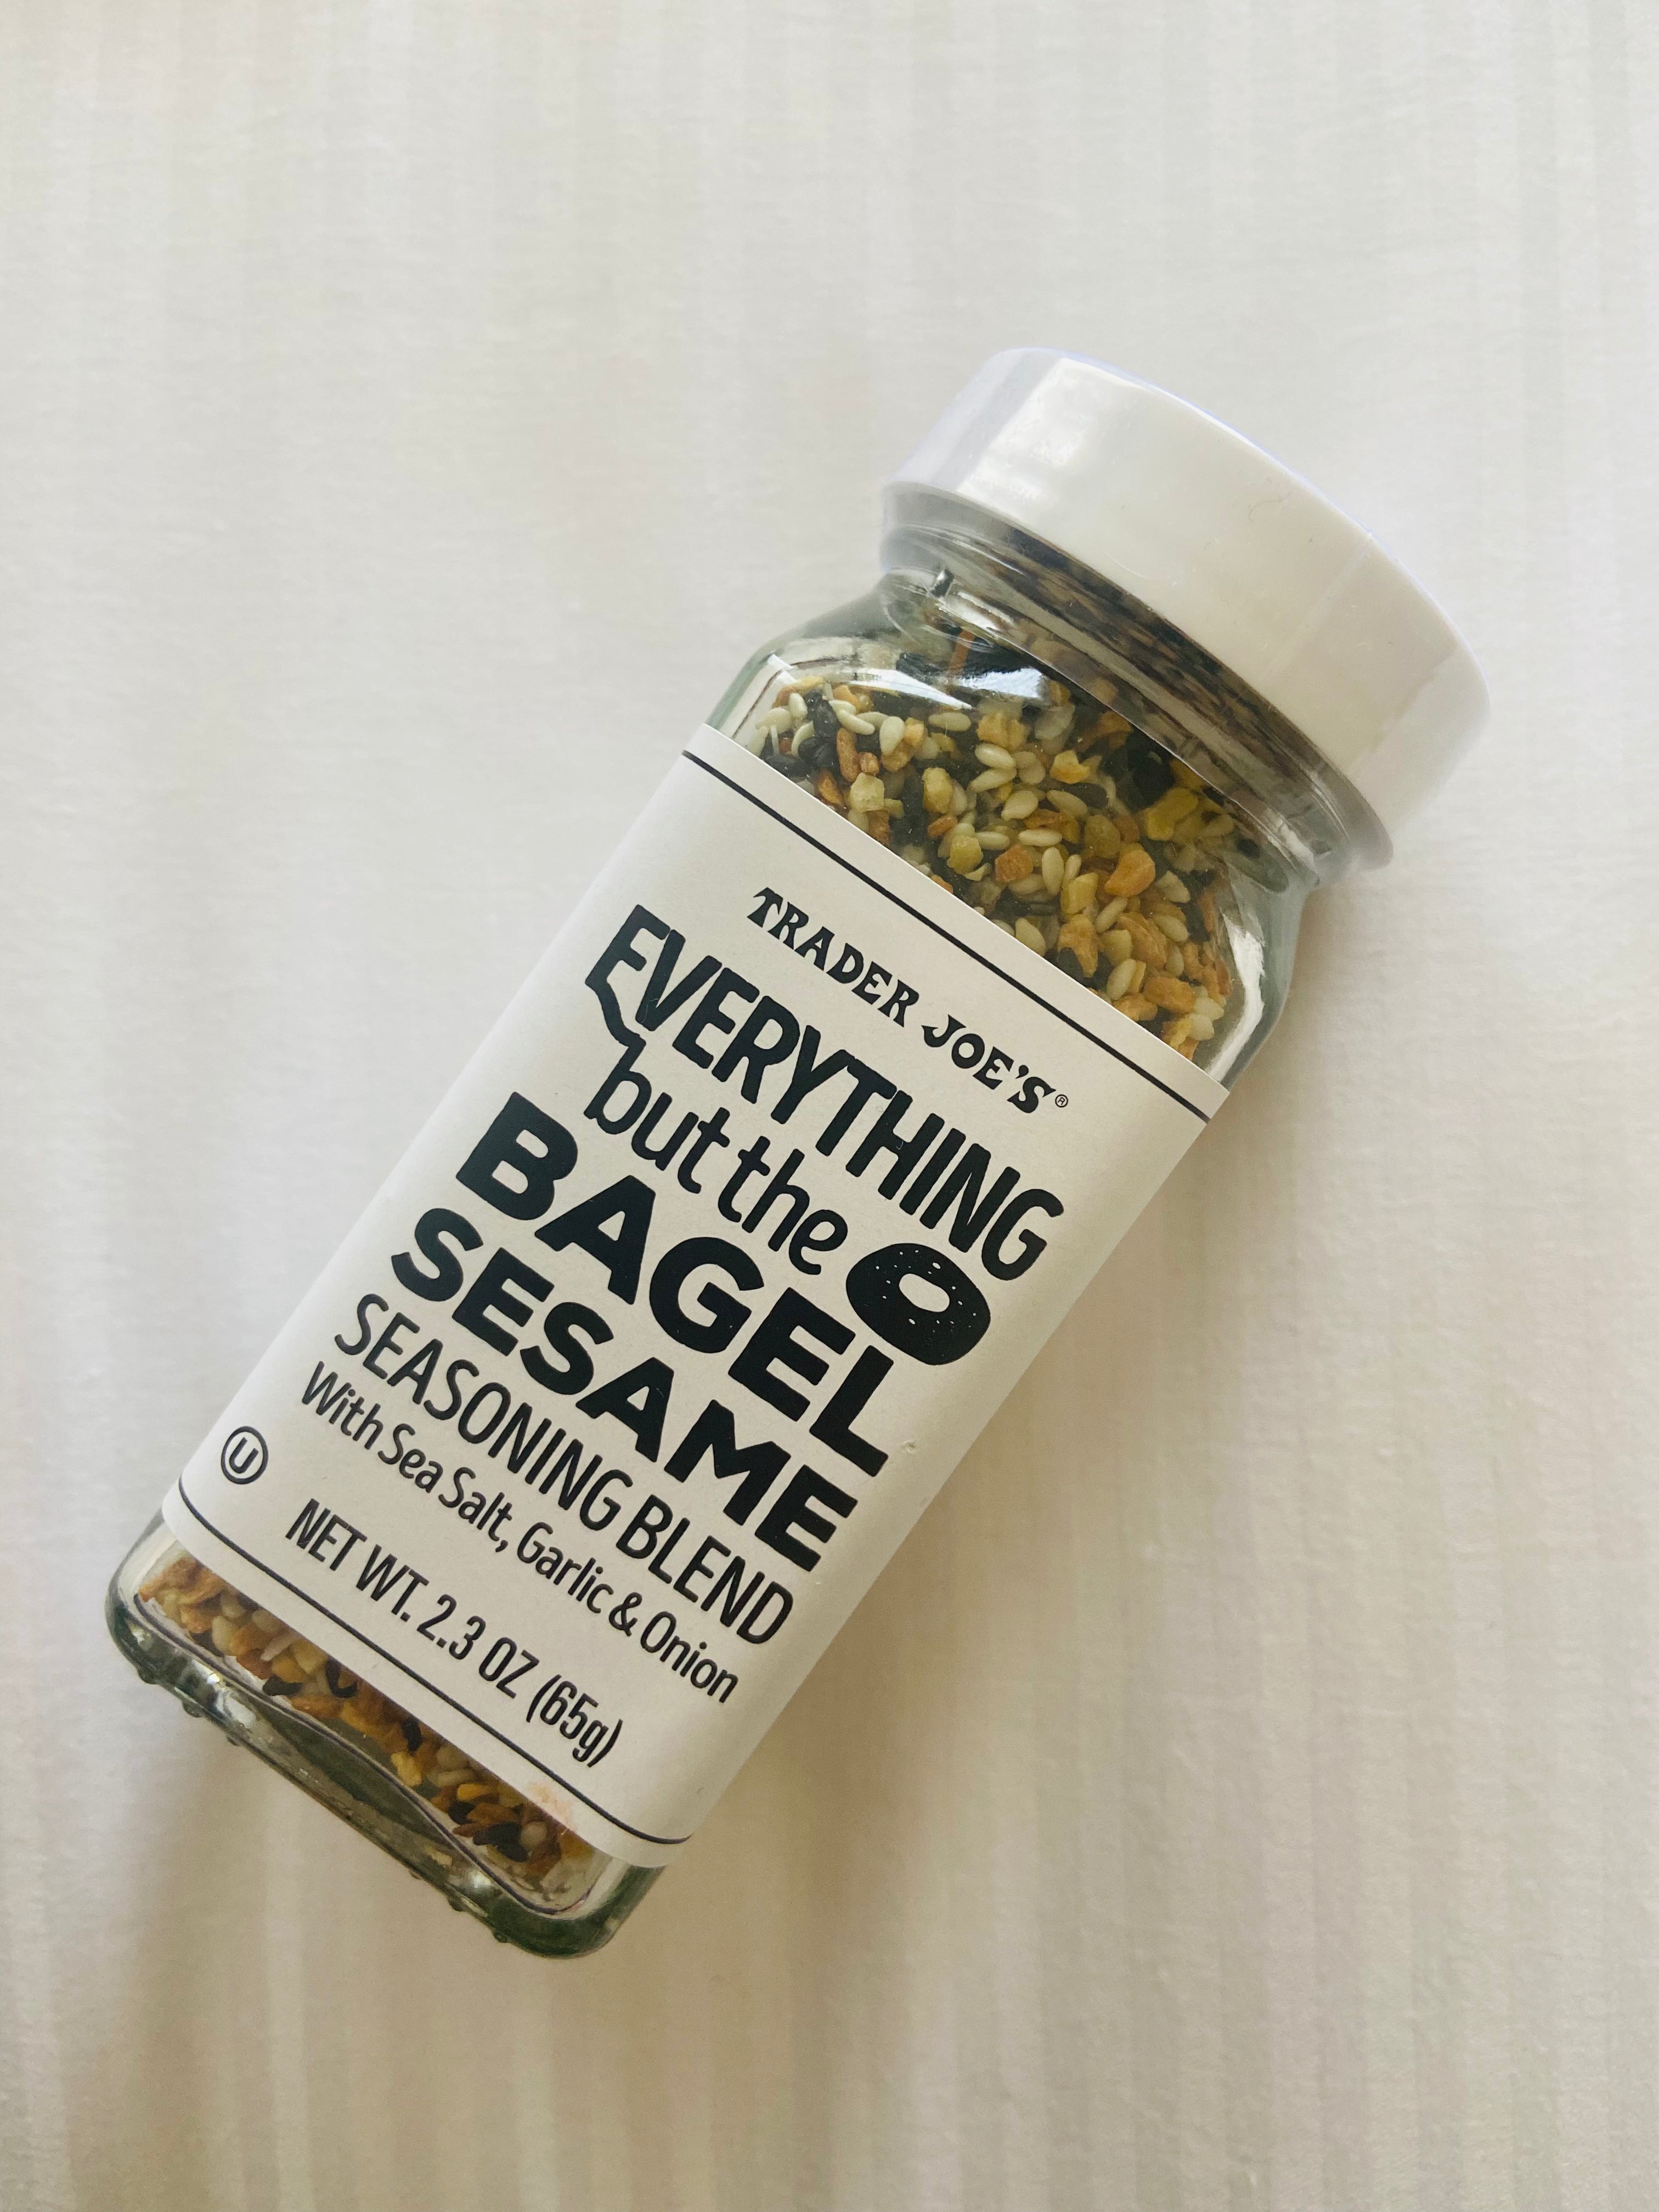 TRADER JOE'S®
EVERYTHING
but the
BAGEL
SESAME
SEASONING BLEND
With Sea Salt, Garlic & Onion
U
NET WT. 2.3 OZ (65g)